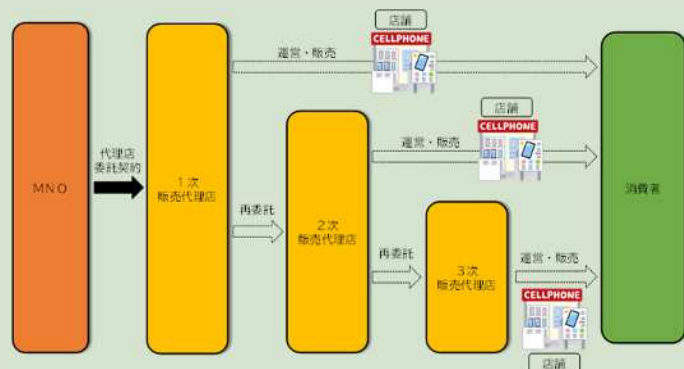 店舗
CELLPHONE
運営・販売
店舗
CELLPHONE
運営・販売
代理店
委託契約
MNO
1次
販売代理店
再委託
2次
販売代理店
消費者
再委託
3次
販売代理店
運営・販売
CELLPHONE
店舗